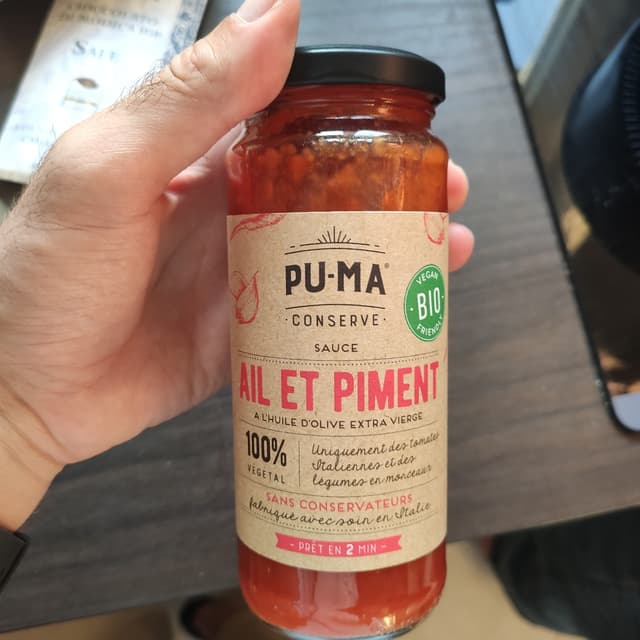 SALE
PU-MA®
· CONSERVE ·
VEGAN
BIO
FRIENDLY
SAUCE
AIL ET PIMENT
A L'HUILE D'OLIVE EXTRA VIERGE
100%
VÉGÉTAL
Uniquement des tomates
Italiennes et des
légumes en morceaux
SANS CONSERVATEURS
fabriqué avec soin en Italie
- PRÊT EN 2 MIN -